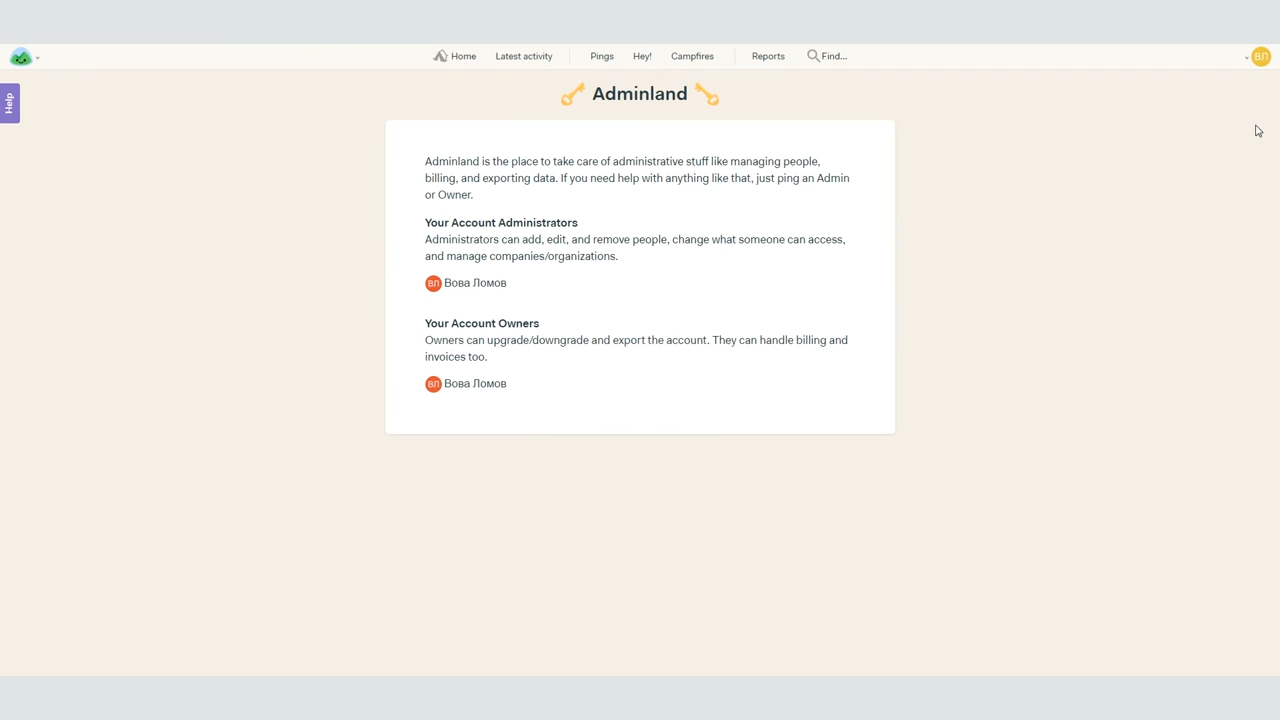 Home Latest activity Pings Hey! Campfires Reports Find... ВЛ
Help
Adminland
Adminland is the place to take care of administrative stuff like managing people,
billing, and exporting data. If you need help with anything like that, just ping an Admin
or Owner.
Your Account Administrators
Administrators can add, edit, and remove people, change what someone can access,
and manage companies/organizations.
ВЛ Вова Ломов
Your Account Owners
Owners can upgrade/downgrade and export the account. They can handle billing and
invoices too.
ВЛ Вова Ломов